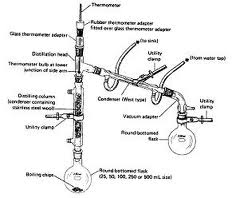 Thermometer
Rubber thermometer adapter
fitted over glass thermometer adapter
Glass thermometer adapter
(to sink)
(from water tap)
Distillation head
Utility
clamp
Thermometer bulb at lower
junction of side arm
Condenser (West type)
Distilling column
(condenser containing
stainless steel wool)
Utility
clamp
Vacuum adapter
Utility clamp
Round bottomed
flask
Round bottomed flask
(25, 50, 100, 250 or 500 mL size)
Boiling chips